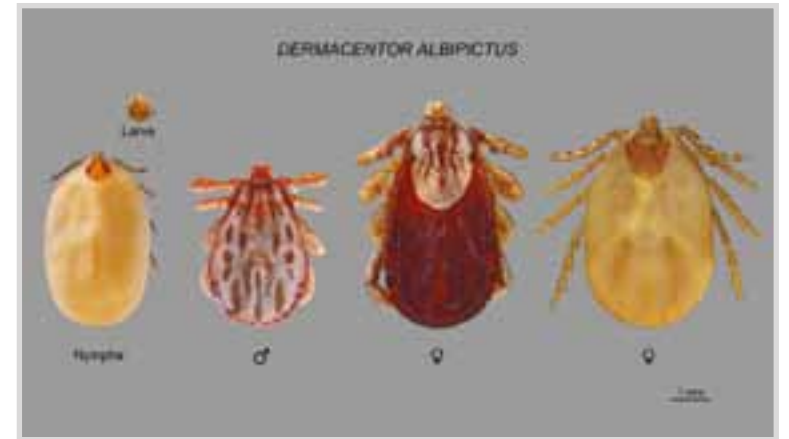 DERMACENTOR ALBIPICTUS
Larva
Nympha
♂
♀
♀